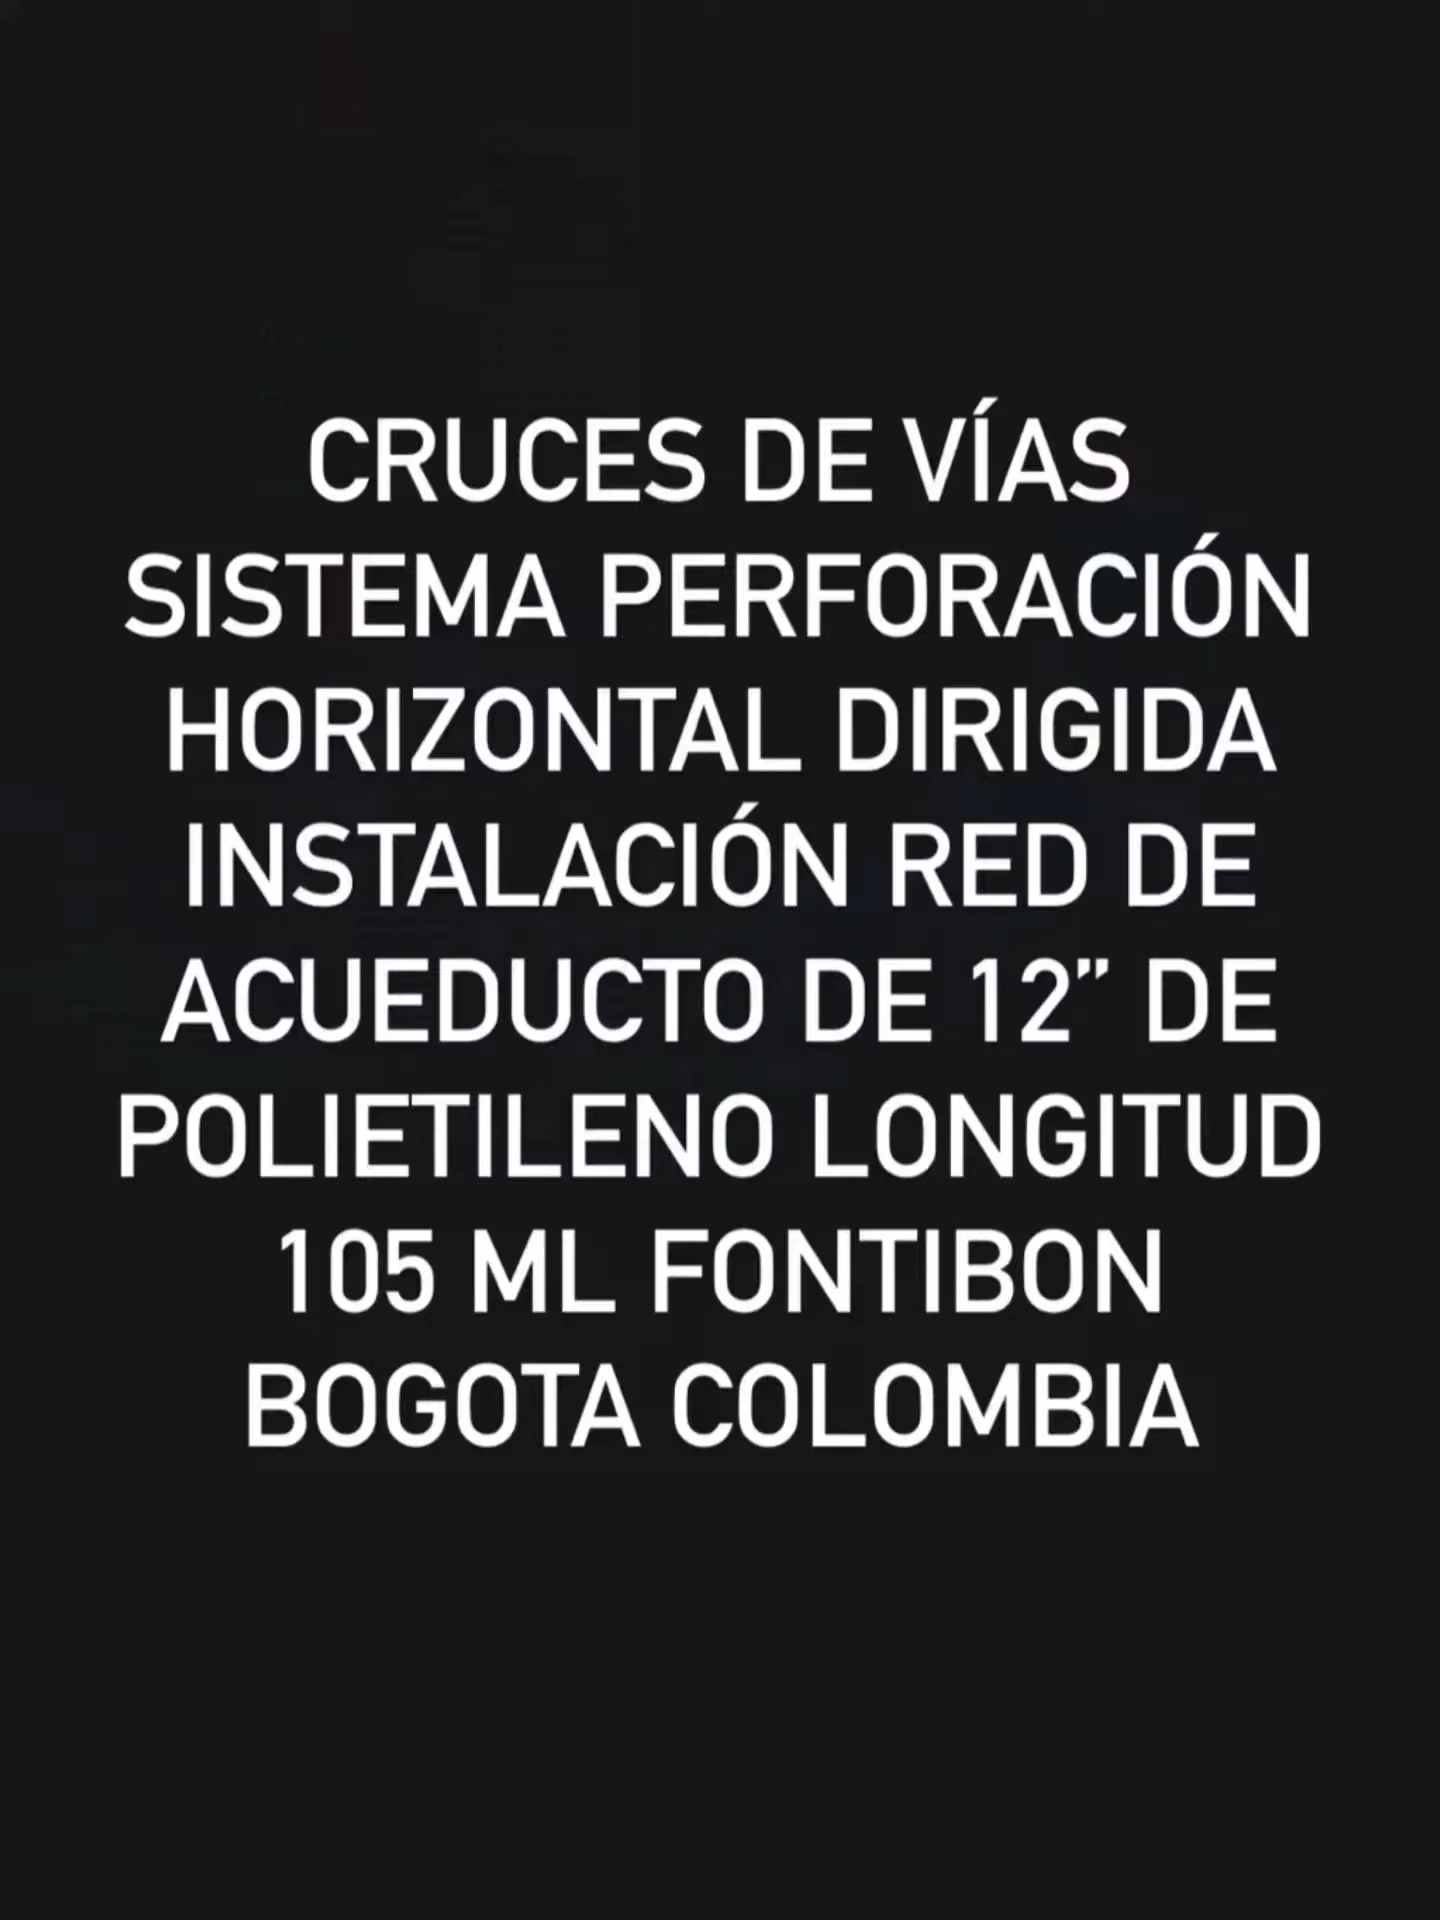 CRUCES DE VÍAS
SISTEMA PERFORACIÓN
HORIZONTAL DIRIGIDA
INSTALACIÓN RED DE
ACUEDUCTO DE 12” DE
POLIETILENO LONGITUD
105 ML FONTIBON
BOGOTA COLOMBIA